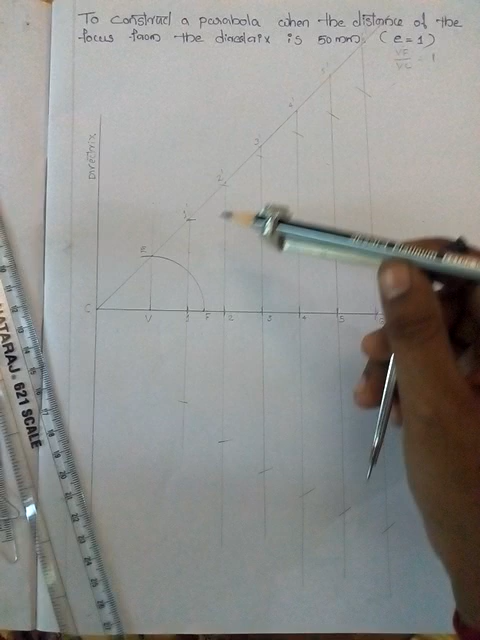 To Construct a parabola when the distance of the
focus from the directrix is 50mm. (e=1)
VF/VC = 1
Directrix
5'
4'
3'
2'
1'
E
C V 1 F 2 3 4 5
NATARAJ. 621 SCALE